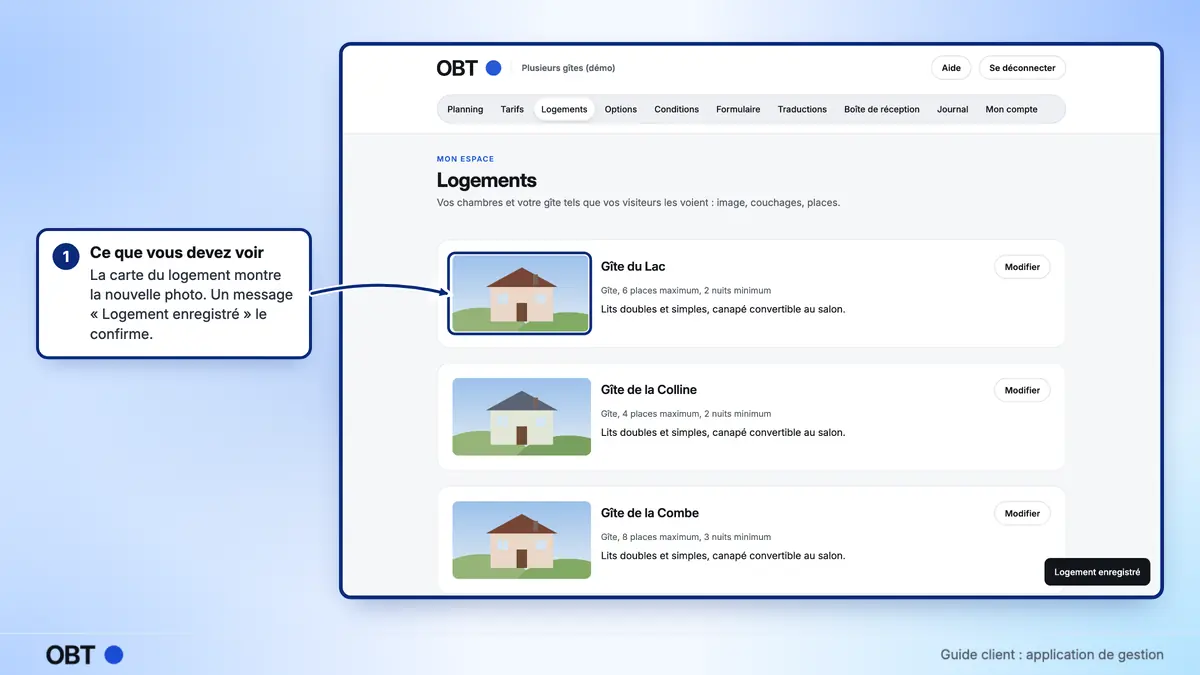 OBT
Plusieurs gîtes (démo)
Aide
Se déconnecter
Planning
Tarifs
Logements
Options
Conditions
Formulaire
Traductions
Boîte de réception
Journal
Mon compte
MON ESPACE
Logements
Vos chambres et votre gîte tels que vos visiteurs les voient : image, couchages, places.
1
Ce que vous devez voir
La carte du logement montre
la nouvelle photo. Un message
« Logement enregistré » le
confirme.
Gîte du Lac
Modifier
Gîte, 6 places maximum, 2 nuits minimum
Lits doubles et simples, canapé convertible au salon.
Gîte de la Colline
Modifier
Gîte, 4 places maximum, 2 nuits minimum
Lits doubles et simples, canapé convertible au salon.
Gîte de la Combe
Modifier
Gîte, 8 places maximum, 3 nuits minimum
Lits doubles et simples, canapé convertible au salon.
Logement enregistré
OBT
Guide client : application de gestion